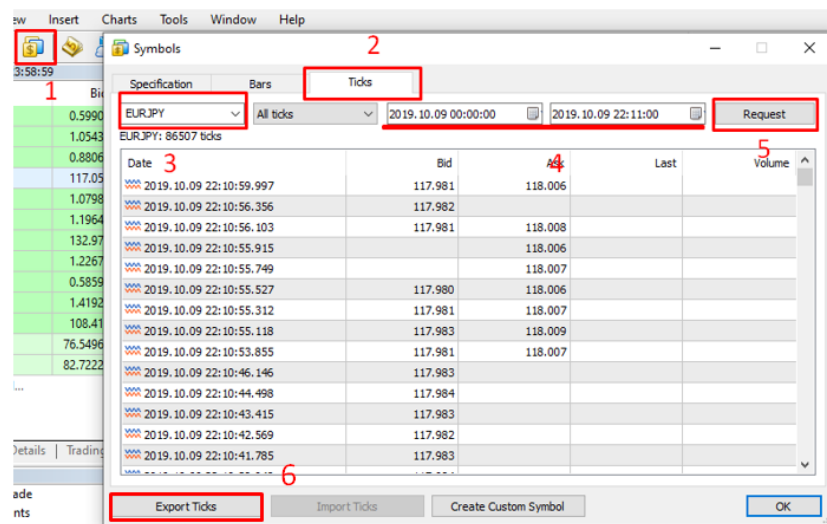 ew Insert Charts Tools Window Help
Symbols
2
3:58:59
1
Bi
Specification Bars Ticks
EURJPY All ticks 2019.10.09 00:00:00 2019.10.09 22:11:00 Request
EURJPY: 86507 ticks
5
Date 3 Bid Ask 4 Last Volume
2019.10.09 22:10:59.997 117.981 118.006
2019.10.09 22:10:56.356 117.982
2019.10.09 22:10:56.103 117.981 118.008
2019.10.09 22:10:55.915 118.006
2019.10.09 22:10:55.749 118.007
2019.10.09 22:10:55.527 117.980 118.006
2019.10.09 22:10:55.312 117.981 118.007
2019.10.09 22:10:55.118 117.983 118.009
2019.10.09 22:10:53.855 117.981 118.007
2019.10.09 22:10:46.146 117.983
2019.10.09 22:10:44.498 117.984
2019.10.09 22:10:43.415 117.983
2019.10.09 22:10:42.569 117.982
2019.10.09 22:10:41.785 117.983
0.5990
1.0543
0.8806
117.05
1.0798
1.1964
132.97
1.2267
0.5859
1.4192
108.41
76.5496
82.7222
...
Details | Trading
6
Export Ticks Import Ticks Create Custom Symbol OK
ade
nts